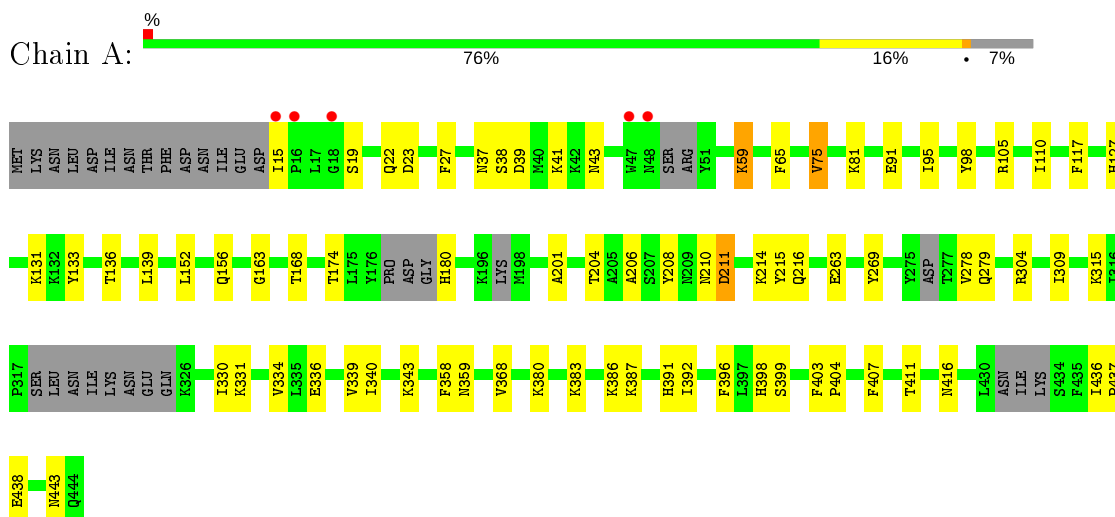 %
Chain A:
76% 16% • 7%
MET LYS ASN LEU ASP ILE ASN THR PHE ASP ASN ILE GLU ASP I15 P16 L17 G18 S19 Q22 D23 F27 N37 S38 D39 M40 K41 K42 N43 W47 N48 SER ARG Y51 K59 F65 V75 K81 E91 I95 Y98 R105 I110 F117
K131 K132 Y133 T136 L139 L152 Q156 G163 T168 T174 L175 Y176 PRO ASP GLY H180 K196 LYS M198 A201 T204 A205 A206 S207 Y208 N209 N210 D211 K214 Y215 Q216 E263 Y269 Y275 ASP T277 V278 Q279 R304 I309 K315
P317 SER LEU ASN ILE LYS ASN GLU GLN K326 I330 K331 V334 L335 E336 V339 I340 K343 F358 N359 V368 K380 K383 K386 K387 H391 I392 F396 L397 H398 S399 F403 P404 F407 T411 N416 L430 ASN ILE LYS S434 F435 I436
E438 N443 Q444